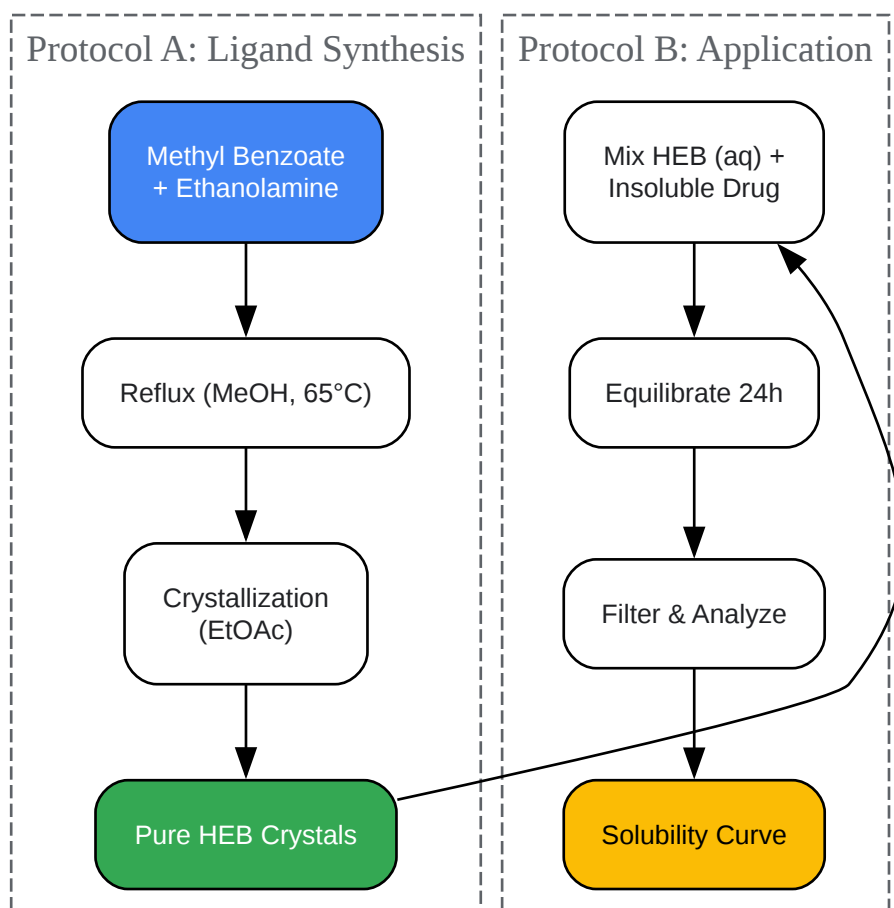 Protocol A: Ligand Synthesis
Methyl Benzoate
+ Ethanolamine
Reflux (MeOH, 65°C)
Crystallization
(EtOAc)
Pure HEB Crystals
Protocol B: Application
Mix HEB (aq) +
Insoluble Drug
Equilibrate 24h
Filter & Analyze
Solubility Curve